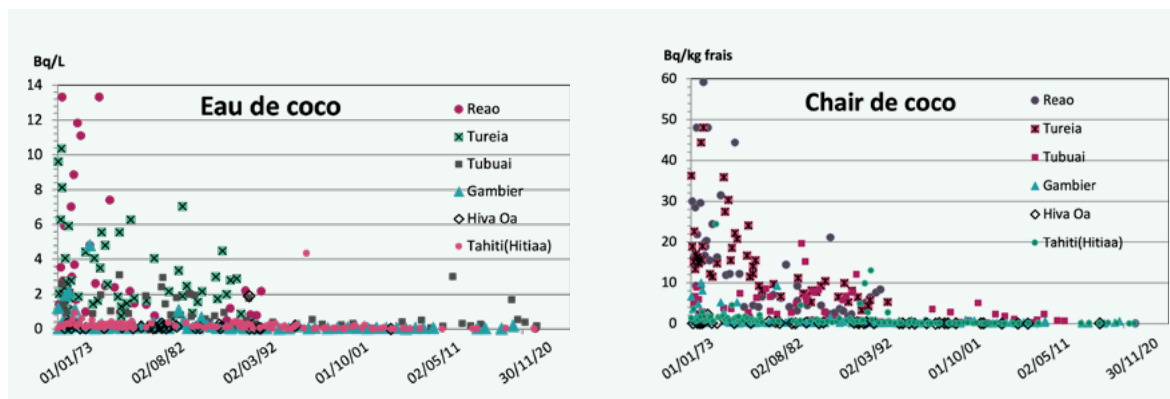 Bq/L
Eau de coco
14
12
10
8
6
4
2
0
Reao
Tureia
Tubuai
Gambier
Hiva Oa
Tahiti(Hitiaa)
01/01/73
02/08/82
02/03/92
01/10/01
02/05/11
30/11/20
Bq/kg frais
Chair de coco
60
50
40
30
20
10
0
Reao
Tureia
Tubuai
Gambier
Hiva Oa
Tahiti(Hitiaa)
01/01/73
02/08/82
02/03/92
01/10/01
02/05/11
30/11/20